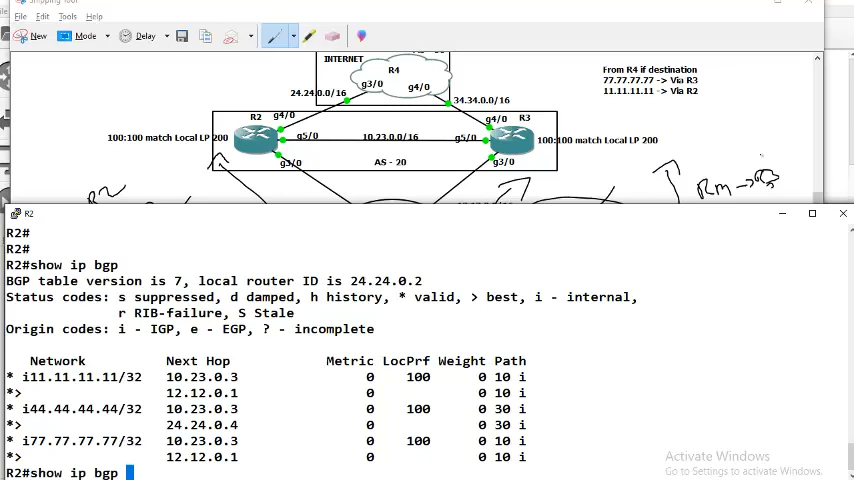 Snipping Tool
File Edit Tools Help
New Mode Delay
INTERNET
R4
g3/0
g4/0
24.24.0.0/16
34.34.0.0/16
From R4 if destination
77.77.77.77 -> Via R3
11.11.11.11 -> Via R2
R2
g4/0
R3
g4/0
100:100 match Local LP 200
g5/0
10.23.0.0/16
g5/0
100:100 match Local LP 200
g3/0
AS - 20
g3/0
R2
Rm→
R2
R2#
R2#
R2#show ip bgp
BGP table version is 7, local router ID is 24.24.0.2
Status codes: s suppressed, d damped, h history, * valid, > best, i - internal,
r RIB-failure, S Stale
Origin codes: i - IGP, e - EGP, ? - incomplete
Network Next Hop Metric LocPrf Weight Path
* i11.11.11.11/32 10.23.0.3 0 100 0 10 i
*> 12.12.0.1 0 0 10 i
* i44.44.44.44/32 10.23.0.3 0 100 0 30 i
*> 24.24.0.4 0 0 30 i
* i77.77.77.77/32 10.23.0.3 0 100 0 10 i
*> 12.12.0.1 0 0 10 i
R2#show ip bgp
Activate Windows
Go to Settings to activate Windows.